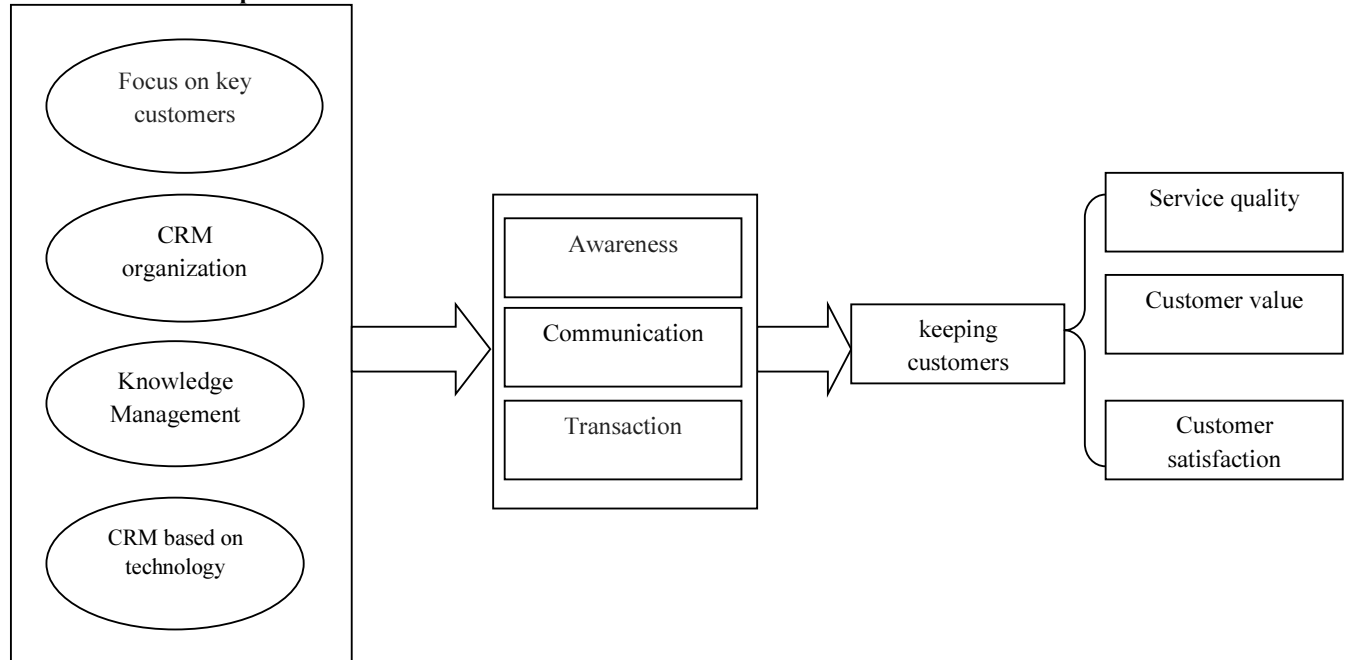 Focus on key
customers
CRM
organization
Knowledge
Management
CRM based on
technology
Awareness
Communication
Transaction
keeping
customers
Service quality
Customer value
Customer
satisfaction